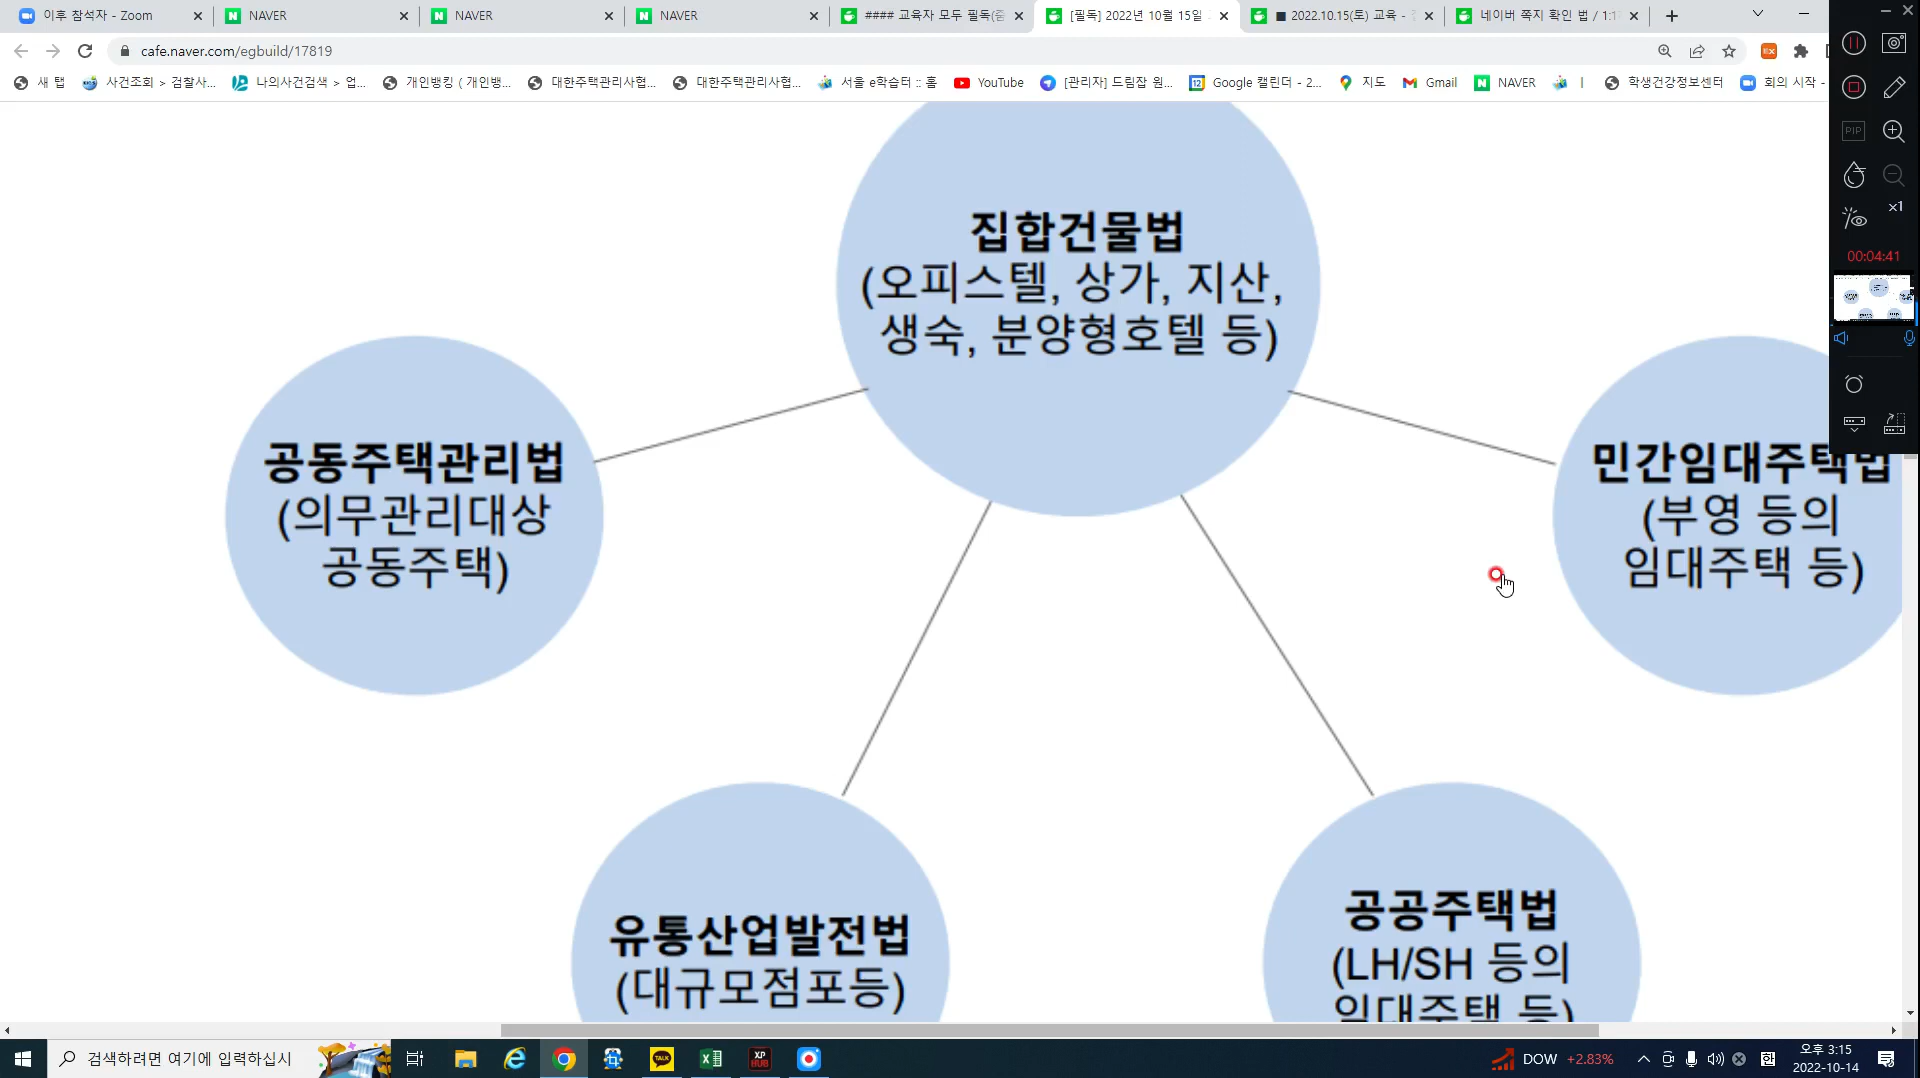 이후 참석자 - Zoom
NAVER
NAVER
NAVER
#### 교육자 모두 필독(줌
[필독] 2022년 10월 15일
■ 2022.10.15(토) 교육 -
네이버 쪽지 확인 법 / 1:1
cafe.naver.com/egbuild/17819
새 탭
사건조회 > 검찰사...
나의사건검색 > 업...
개인뱅킹 ( 개인뱅...
대한주택관리사협...
대한주택관리사협...
서울 e학습터 :: 홈
YouTube
[관리자] 드림잡 원...
Google 캘린더 - 2...
지도
Gmail
NAVER
학생건강정보센터
회의 시작 -
PIP
x1
00:04:41
집합건물법
(오피스텔, 상가, 지산,
생숙, 분양형호텔 등)
공동주택관리법
(의무관리대상
공동주택)
민간임대주택법
(부영 등의
임대주택 등)
유통산업발전법
(대규모점포등)
공공주택법
(LH/SH 등의
임대주택 등)
검색하려면 여기에 입력하십시
TALK
XP
HUB
DOW +2.83%
한
오후 3:15
2022-10-14